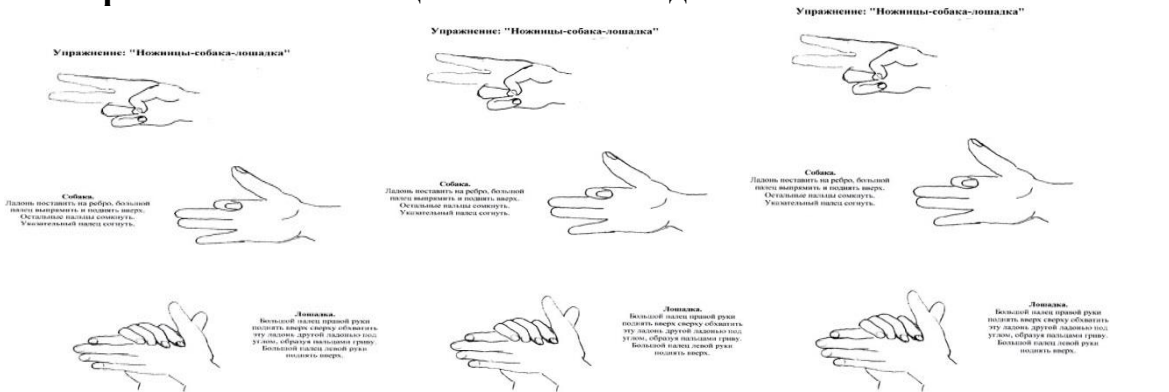 Упражнение: "Ножницы-собака-лошадка"
Собака.
Ладонь поставить на ребро, большой
палец выпрямить и поднять вверх.
Остальные пальцы сомкнуть.
Указательный палец согнуть.
Лошадка.
Большой палец правой руки
поднять вверх сверху обхватить
эту ладонь другой ладонью под
углом, образуя пальцами гриву.
Большой палец левой руки
поднять вверх.
Упражнение: "Ножницы-собака-лошадка"
Собака.
Ладонь поставить на ребро, большой
палец выпрямить и поднять вверх.
Остальные пальцы сомкнуть.
Указательный палец согнуть.
Лошадка.
Большой палец правой руки
поднять вверх сверху обхватить
эту ладонь другой ладонью под
углом, образуя пальцами гриву.
Большой палец левой руки
поднять вверх.
Упражнение: "Ножницы-собака-лошадка"
Собака.
Ладонь поставить на ребро, большой
палец выпрямить и поднять вверх.
Остальные пальцы сомкнуть.
Указательный палец согнуть.
Лошадка.
Большой палец правой руки
поднять вверх сверху обхватить
эту ладонь другой ладонью под
углом, образуя пальцами гриву.
Большой палец левой руки
поднять вверх.